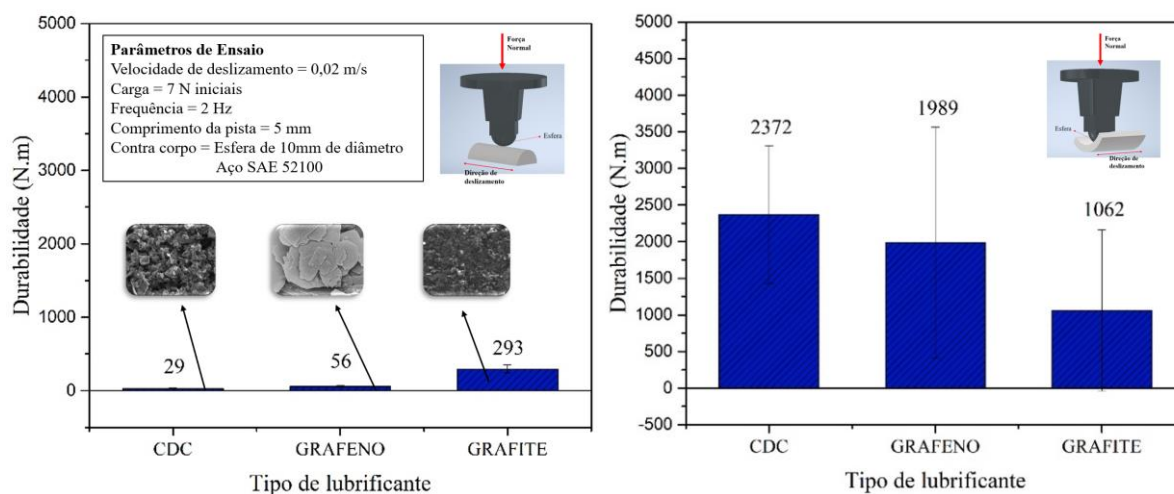 5000
4000
3000
2000
1000
0
Durabilidade (N.m)
Parâmetros de Ensaio
Velocidade de deslizamento = 0,02 m/s
Carga = 7 N iniciais
Frequência = 2 Hz
Comprimento da pista = 5 mm
Contra corpo = Esfera de 10mm de diâmetro
Aço SAE 52100
Força
Normal
Esfera
Direção de
deslizamento
29
56
293
CDC
GRAFENO
GRAFITE
Tipo de lubrificante
5000
4500
4000
3500
3000
2500
2000
1500
1000
500
0
-500
Durabilidade (N.m)
Força
Normal
Esfera
Direção de
deslizamento
2372
1989
1062
CDC
GRAFENO
GRAFITE
Tipo de lubrificante